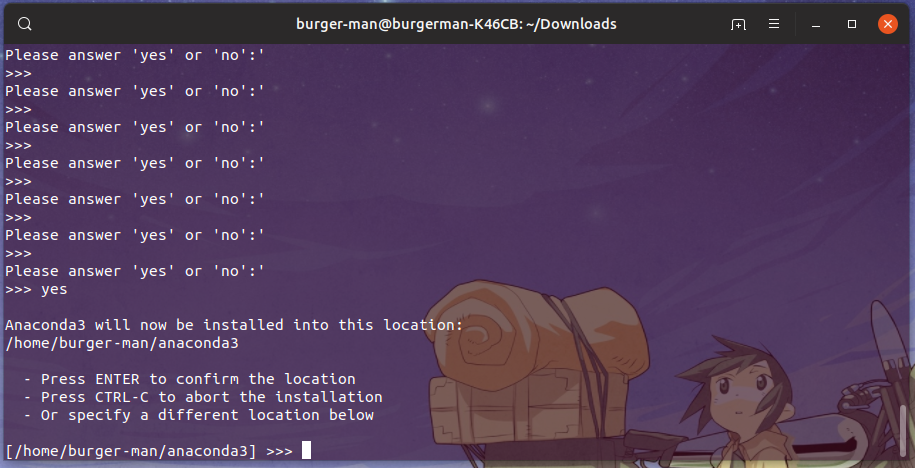 burger-man@burgerman-K46CB: ~/Downloads
Please answer 'yes' or 'no':'
>>>
Please answer 'yes' or 'no':'
>>>
Please answer 'yes' or 'no':'
>>>
Please answer 'yes' or 'no':'
>>>
Please answer 'yes' or 'no':'
>>>
Please answer 'yes' or 'no':'
>>>
Please answer 'yes' or 'no':'
>>> yes
Anaconda3 will now be installed into this location:
/home/burger-man/anaconda3
- Press ENTER to confirm the location
- Press CTRL-C to abort the installation
- Or specify a different location below
[/home/burger-man/anaconda3] >>>